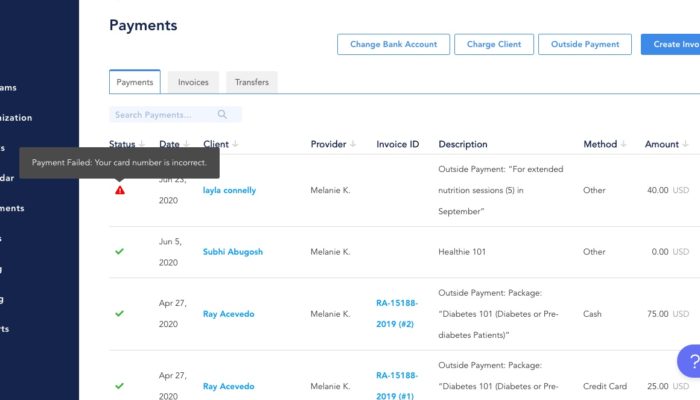 Payments
Change Bank Account
Charge Client
Outside Payment
Create Invo
Payments
Invoices
Transfers
Search Payments...
ams
nization
s
dar
ments
s
g
g
rts
Status Date Client Provider Invoice ID Description Method Amount
Payment Failed: Your card number is incorrect.
Jun 23,
2020
layla connelly
Melanie K.
Outside Payment: "For extended
nutrition sessions (5) in
September"
Other
40.00 USD
Jun 5,
2020
Subhi Abugosh
Melanie K.
Healthie 101
Other
0.00 USD
Apr 27,
2020
Ray Acevedo
Melanie K.
RA-15188-
2019 (#2)
Outside Payment: Package:
"Diabetes 101 (Diabetes or Pre-
diabetes Patients)"
Cash
75.00 USD
Apr 27,
2020
Ray Acevedo
Melanie K.
RA-15188-
2019 (#1)
Outside Payment: Package:
"Diabetes 101 (Diabetes or Pre-
Credit Card
25.00 USD
?